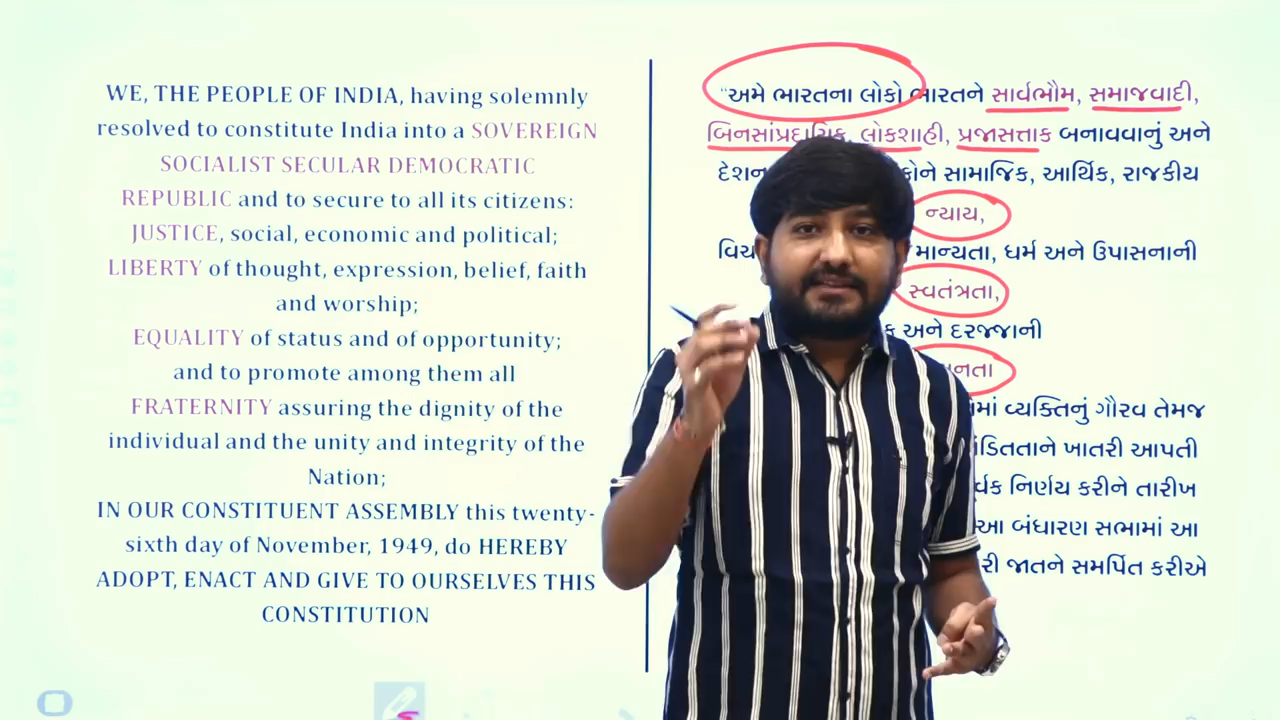 WE, THE PEOPLE OF INDIA, having solemnly
resolved to constitute India into a SOVEREIGN
SOCIALIST SECULAR DEMOCRATIC
REPUBLIC and to secure to all its citizens:
JUSTICE, social, economic and political;
LIBERTY of thought, expression, belief, faith
and worship;
EQUALITY of status and of opportunity;
and to promote among them all
FRATERNITY assuring the dignity of the
individual and the unity and integrity of the
Nation;
IN OUR CONSTITUENT ASSEMBLY this twenty-
sixth day of November, 1949, do HEREBY
ADOPT, ENACT AND GIVE TO OURSELVES THIS
CONSTITUTION
“અમે ભારતના લોકો ભારતને સાર્વભૌમ, સમાજવાદી,
બિનસાંપ્રદાયિક, લોકશાહી, પ્રજાસત્તાક બનાવવાનું અને
સામાજિક, આર્થિક, રાજકીય
ન્યાય,
માન્યતા, ધર્મ અને ઉપાસનાની
સ્વતંત્રતા,
અને દરજ્જાની
વ્યક્તિનું ગૌરવ તેમજ
ખાતરી આપતી
નિર્ણય કરીને તારીખ
આ બંધારણ સભામાં આ
જાતને સમર્પિત કરીએ